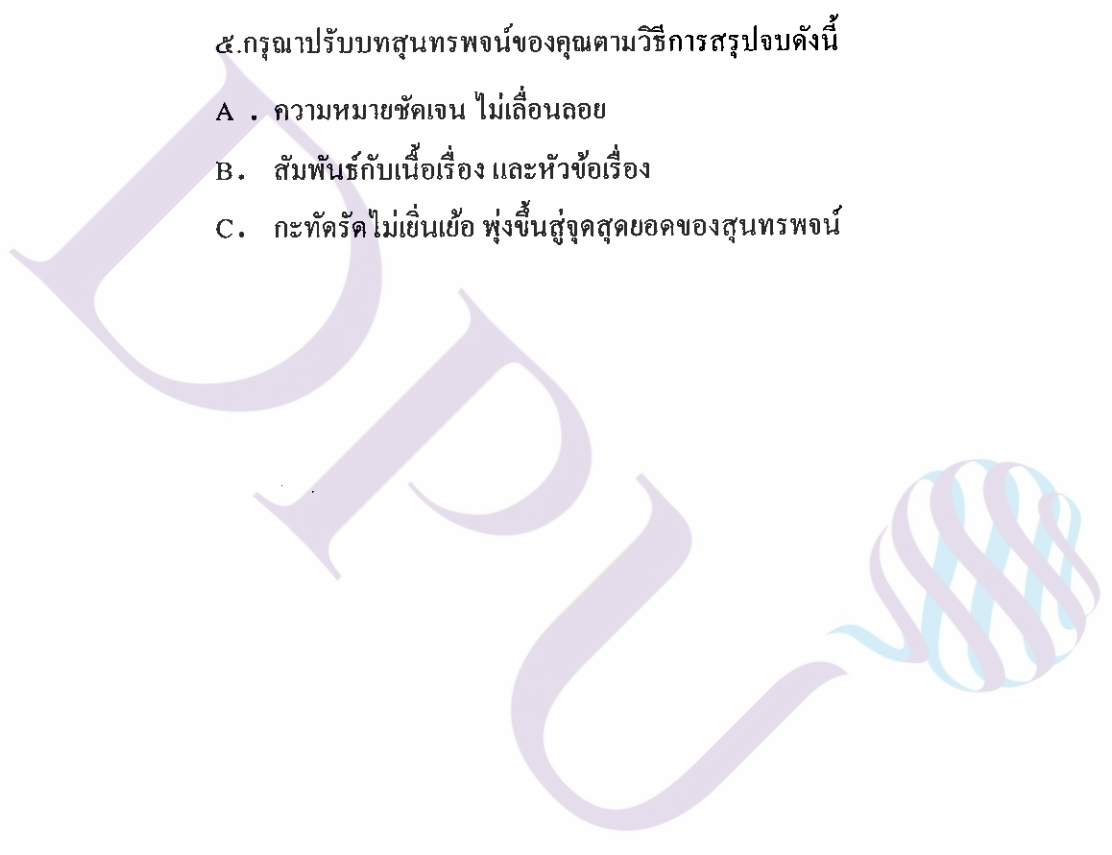 ๕.กรุณาปรับบทสุนทรพจน์ของคุณตามวิธีการสรุปจบดังนี้
A . ความหมายชัดเจน ไม่เลื่อนลอย
B. สัมพันธ์กับเนื้อเรื่อง และหัวข้อเรื่อง
C. กะทัดรัดไม่เยิ่นเย้อ พุ่งขึ้นสู่จุดสุดยอดของสุนทรพจน์
DPU